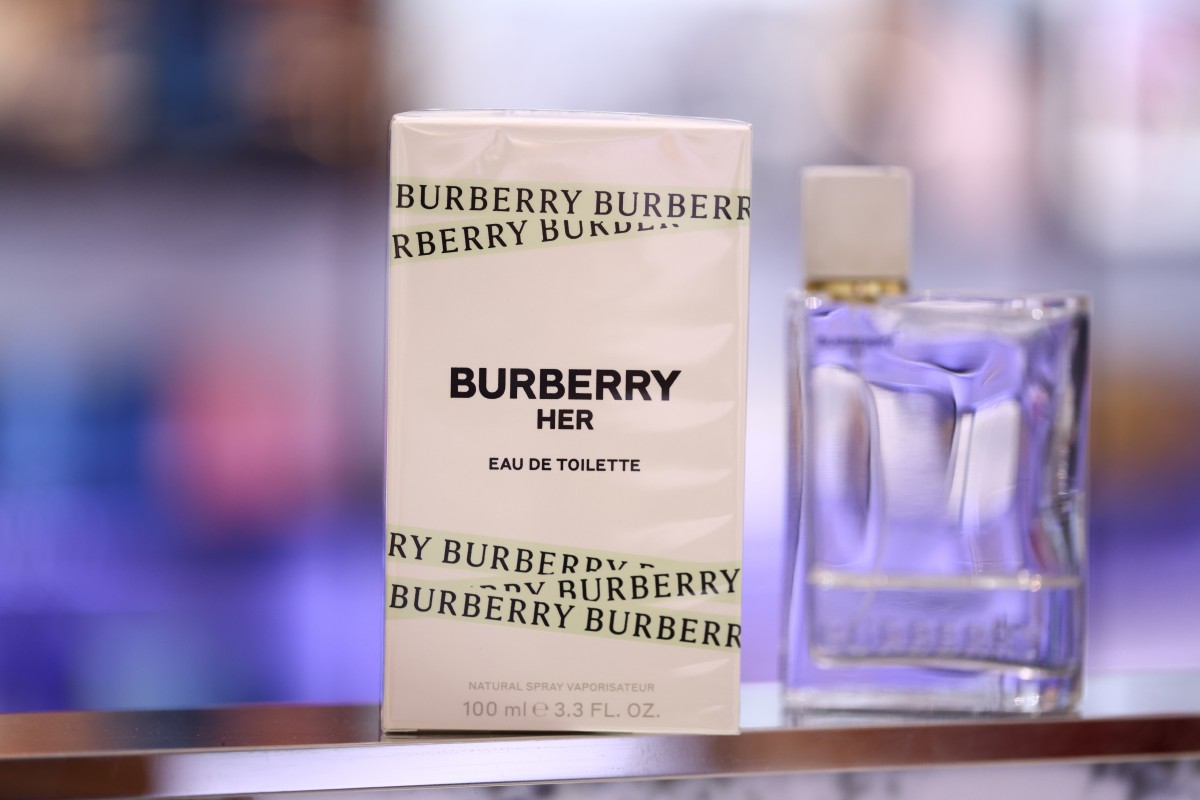 BURBERRY BURBERR
RBERRY BURBER
BURBERRY
HER
EAU DE TOILETTE
RY BURBERRY
RRY BURBERRY
BURBERRY BURBERR
NATURAL SPRAY VAPORISATEUR
100 ml ℮ 3.3 FL. OZ.